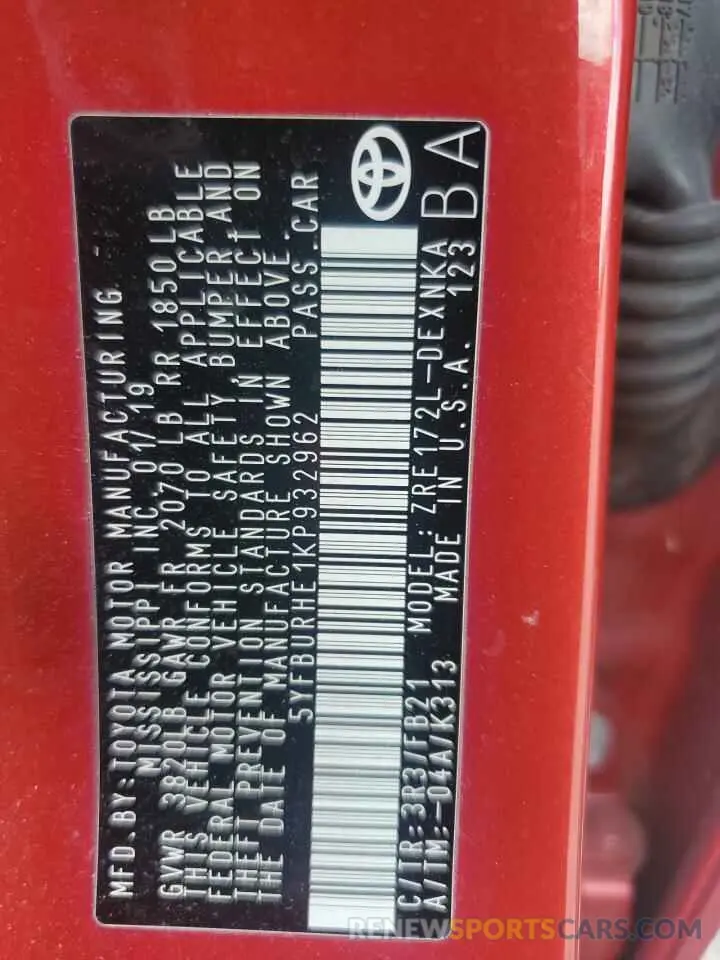 MFD.BY:TOYOTA MOTOR MANUFACTURING
MISSISSIPPI INC.01/19
GVWR 3820LB GAWR FR 2070LB RR 1850LB
THIS VEHICLE CONFORMS TO ALL APPLICABLE
FEDERAL MOTOR VEHICLE SAFETY,BUMPER,AND
THEFT PREVENTION STANDARDS IN EFFECT ON
THE DATE OF MANUFACTURE SHOWN ABOVE.
5YFBURHE1KP932962 PASS.CAR
C/TR:3R3/FB21 MODEL:ZRE172L-DEXNKA
A/TM:-04A/K313 MADE IN U.S.A. 123
BA
RENEWSPORTSCARS.COM